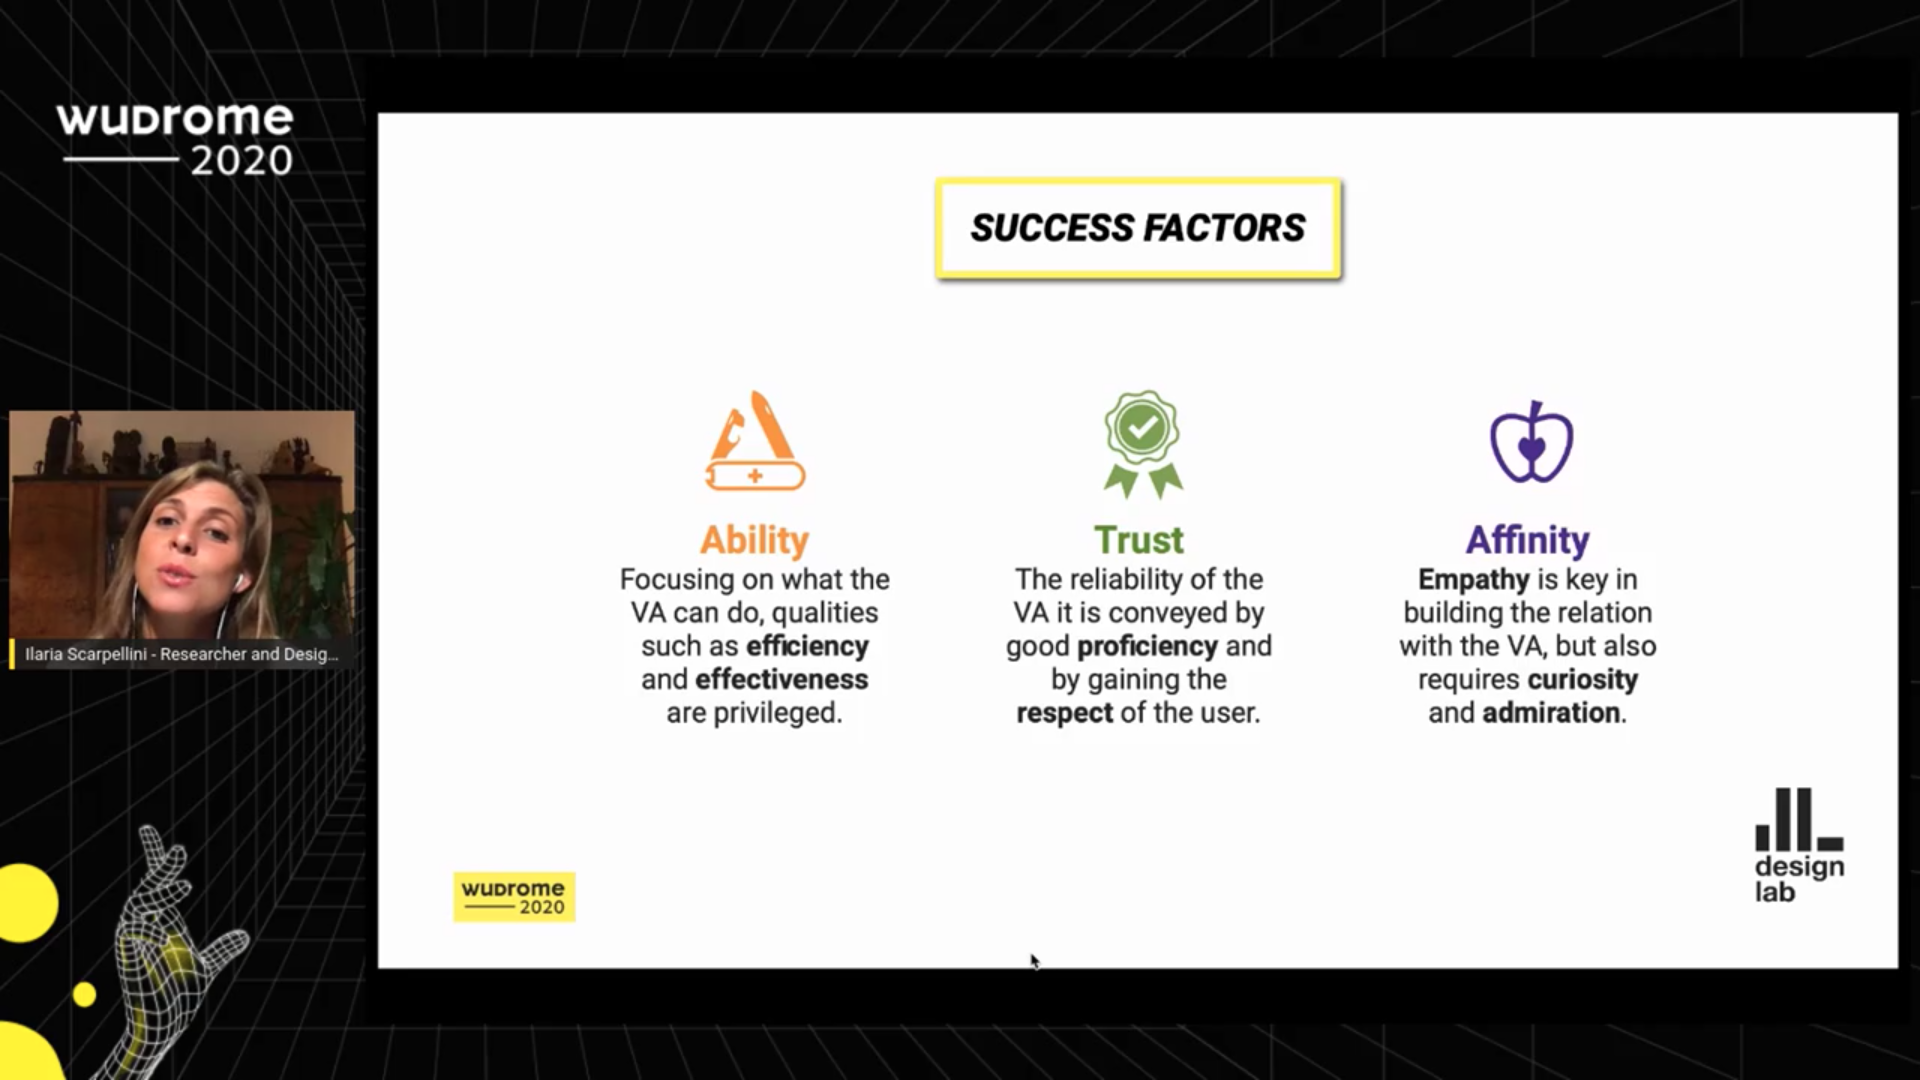 wuDrome
2020
SUCCESS FACTORS
Ability
Focusing on what the
VA can do, qualities
such as efficiency
and effectiveness
are privileged.
Trust
The reliability of the
VA it is conveyed by
good proficiency and
by gaining the
respect of the user.
Affinity
Empathy is key in
building the relation
with the VA, but also
requires curiosity
and admiration.
Ilaria Scarpellini - Researcher and Desig...
wuDrome
2020
design
lab